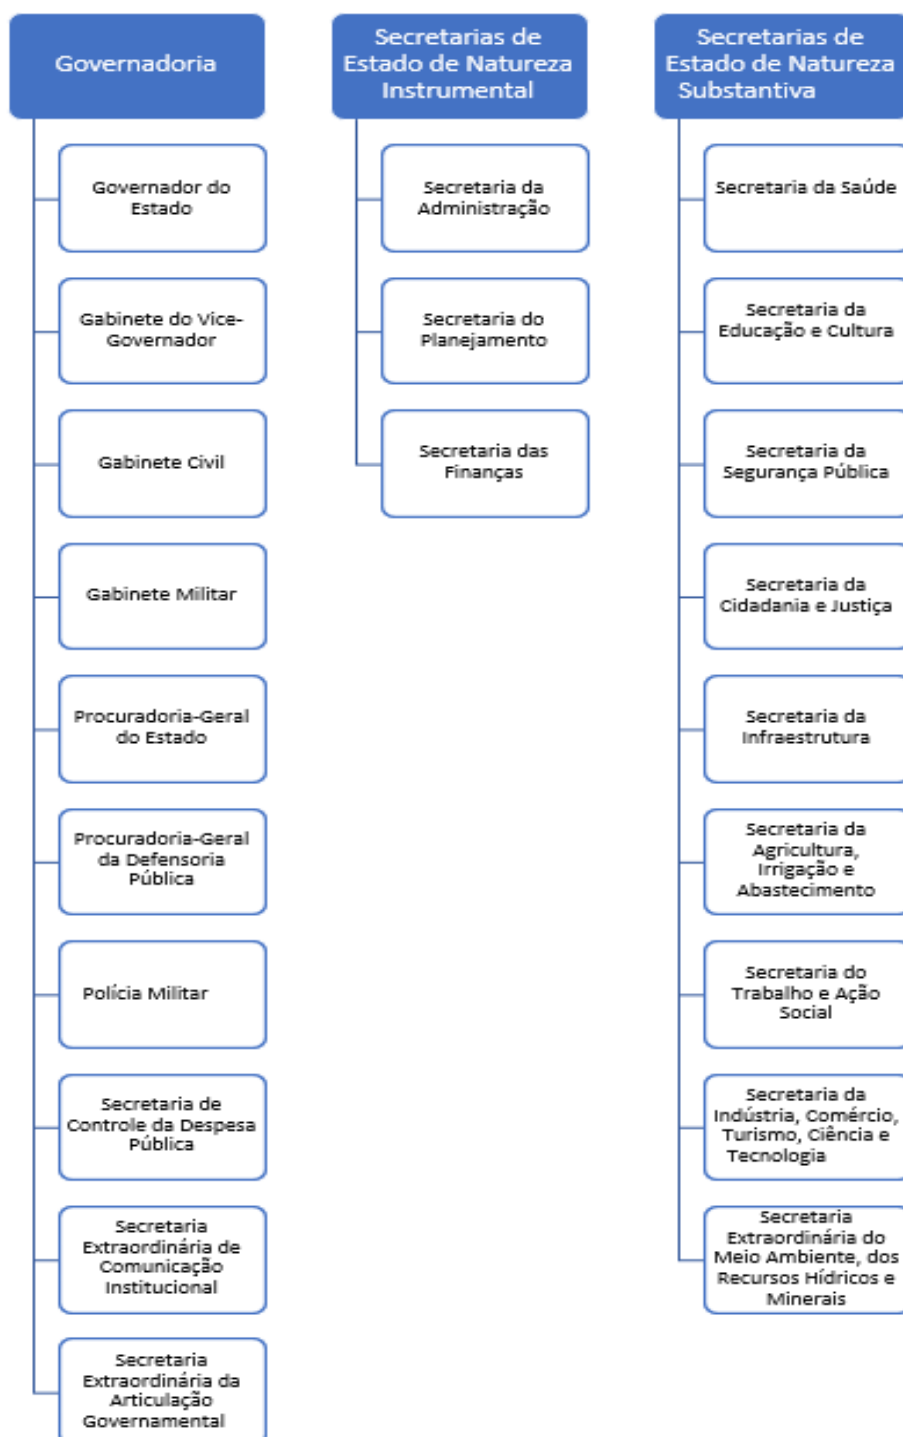 Governadoria
Governador do
Estado
Gabinete do Vice-
Governador
Gabinete Civil
Gabinete Militar
Procuradoria-Geral
do Estado
Procuradoria-Geral
da Defensoria
Pública
Polícia Militar
Secretaria de
Controle da Despesa
Pública
Secretaria
Extraordinária de
Comunicação
Institucional
Secretaria
Extraordinária da
Articulação
Governamental
Secretarias de
Estado de Natureza
Instrumental
Secretaria da
Administração
Secretaria do
Planejamento
Secretaria das
Finanças
Secretarias de
Estado de Natureza
Substantiva
Secretaria da Saúde
Secretaria da
Educação e Cultura
Secretaria da
Segurança Pública
Secretaria da
Cidadania e Justiça
Secretaria da
Infraestrutura
Secretaria da
Agricultura,
Irrigação e
Abastecimento
Secretaria do
Trabalho e Ação
Social
Secretaria da
Indústria, Comércio,
Turismo, Ciência e
Tecnologia
Secretaria
Extraordinária do
Meio Ambiente, dos
Recursos Hídricos e
Minerais